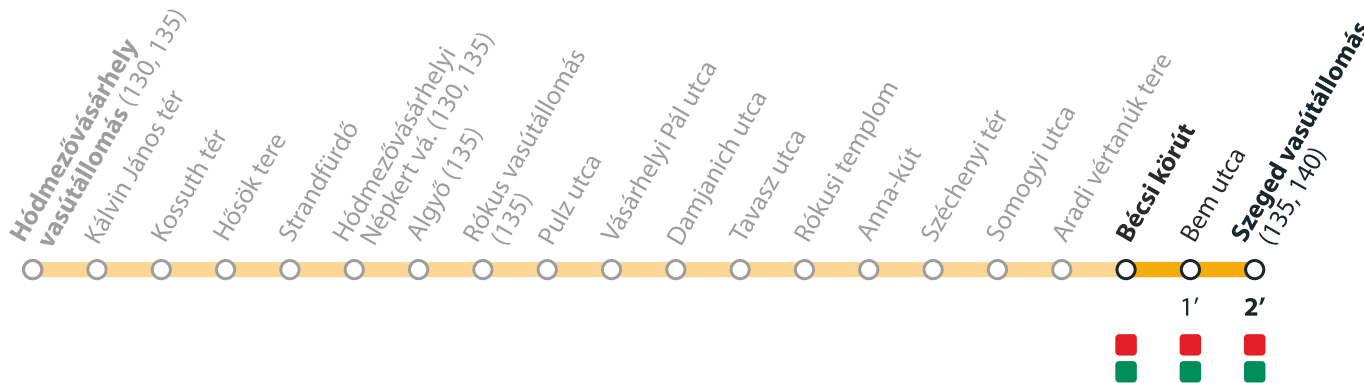 Hódmezővásárhely
vasútállomás (130, 135)
Kálvin János tér
Kossuth tér
Hősök tere
Strandfürdő
Hódmezővásárhelyi
Népkert vá. (130, 135)
Algyő (135)
Rókus vasútállomás
(135)
Pulz utca
Vásárhelyi Pál utca
Damjanich utca
Tavasz utca
Rókusi templom
Anna-kút
Széchenyi tér
Somogyi utca
Aradi vértanúk tere
Bécsi körút
Bem utca
Szeged vasútállomás
(135, 140)
1’
2’